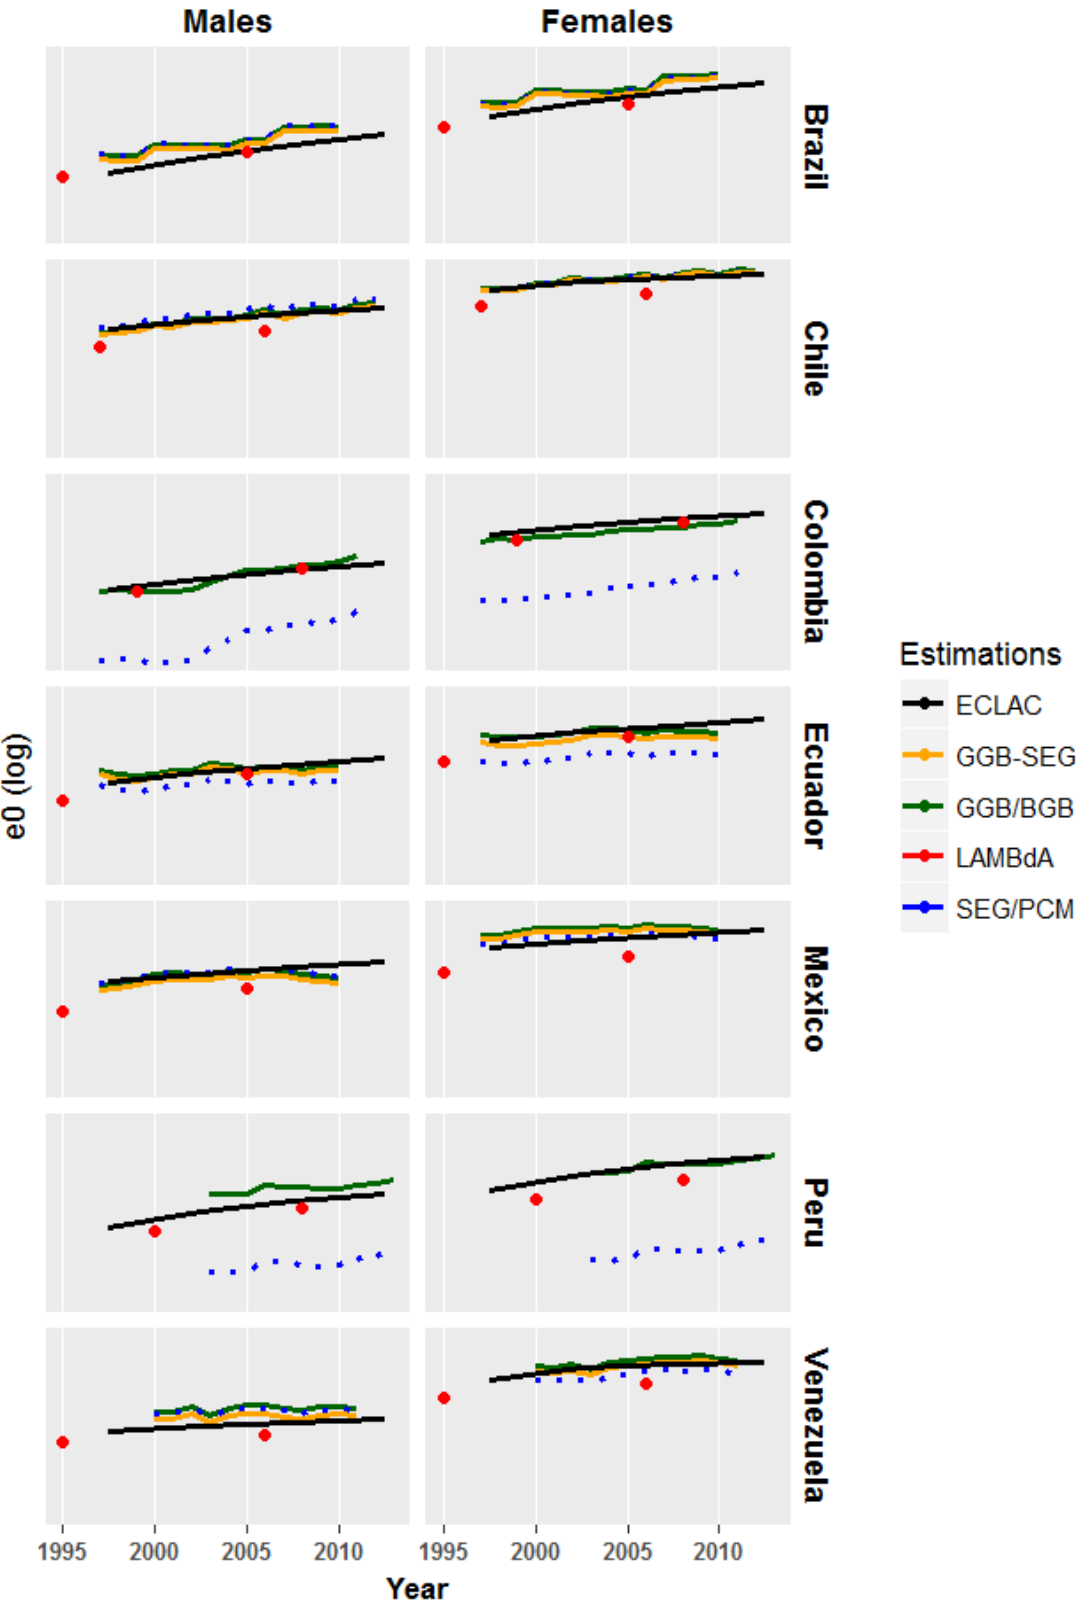 Males Females
Brazil
Chile
Colombia
Ecuador
Mexico
Peru
Venezuela
e0 (log)
1995 2000 2005 2010 1995 2000 2005 2010
Year
Estimations
ECLAC
GGB-SEG
GGB/BGB
LAMBdA
SEG/PCM